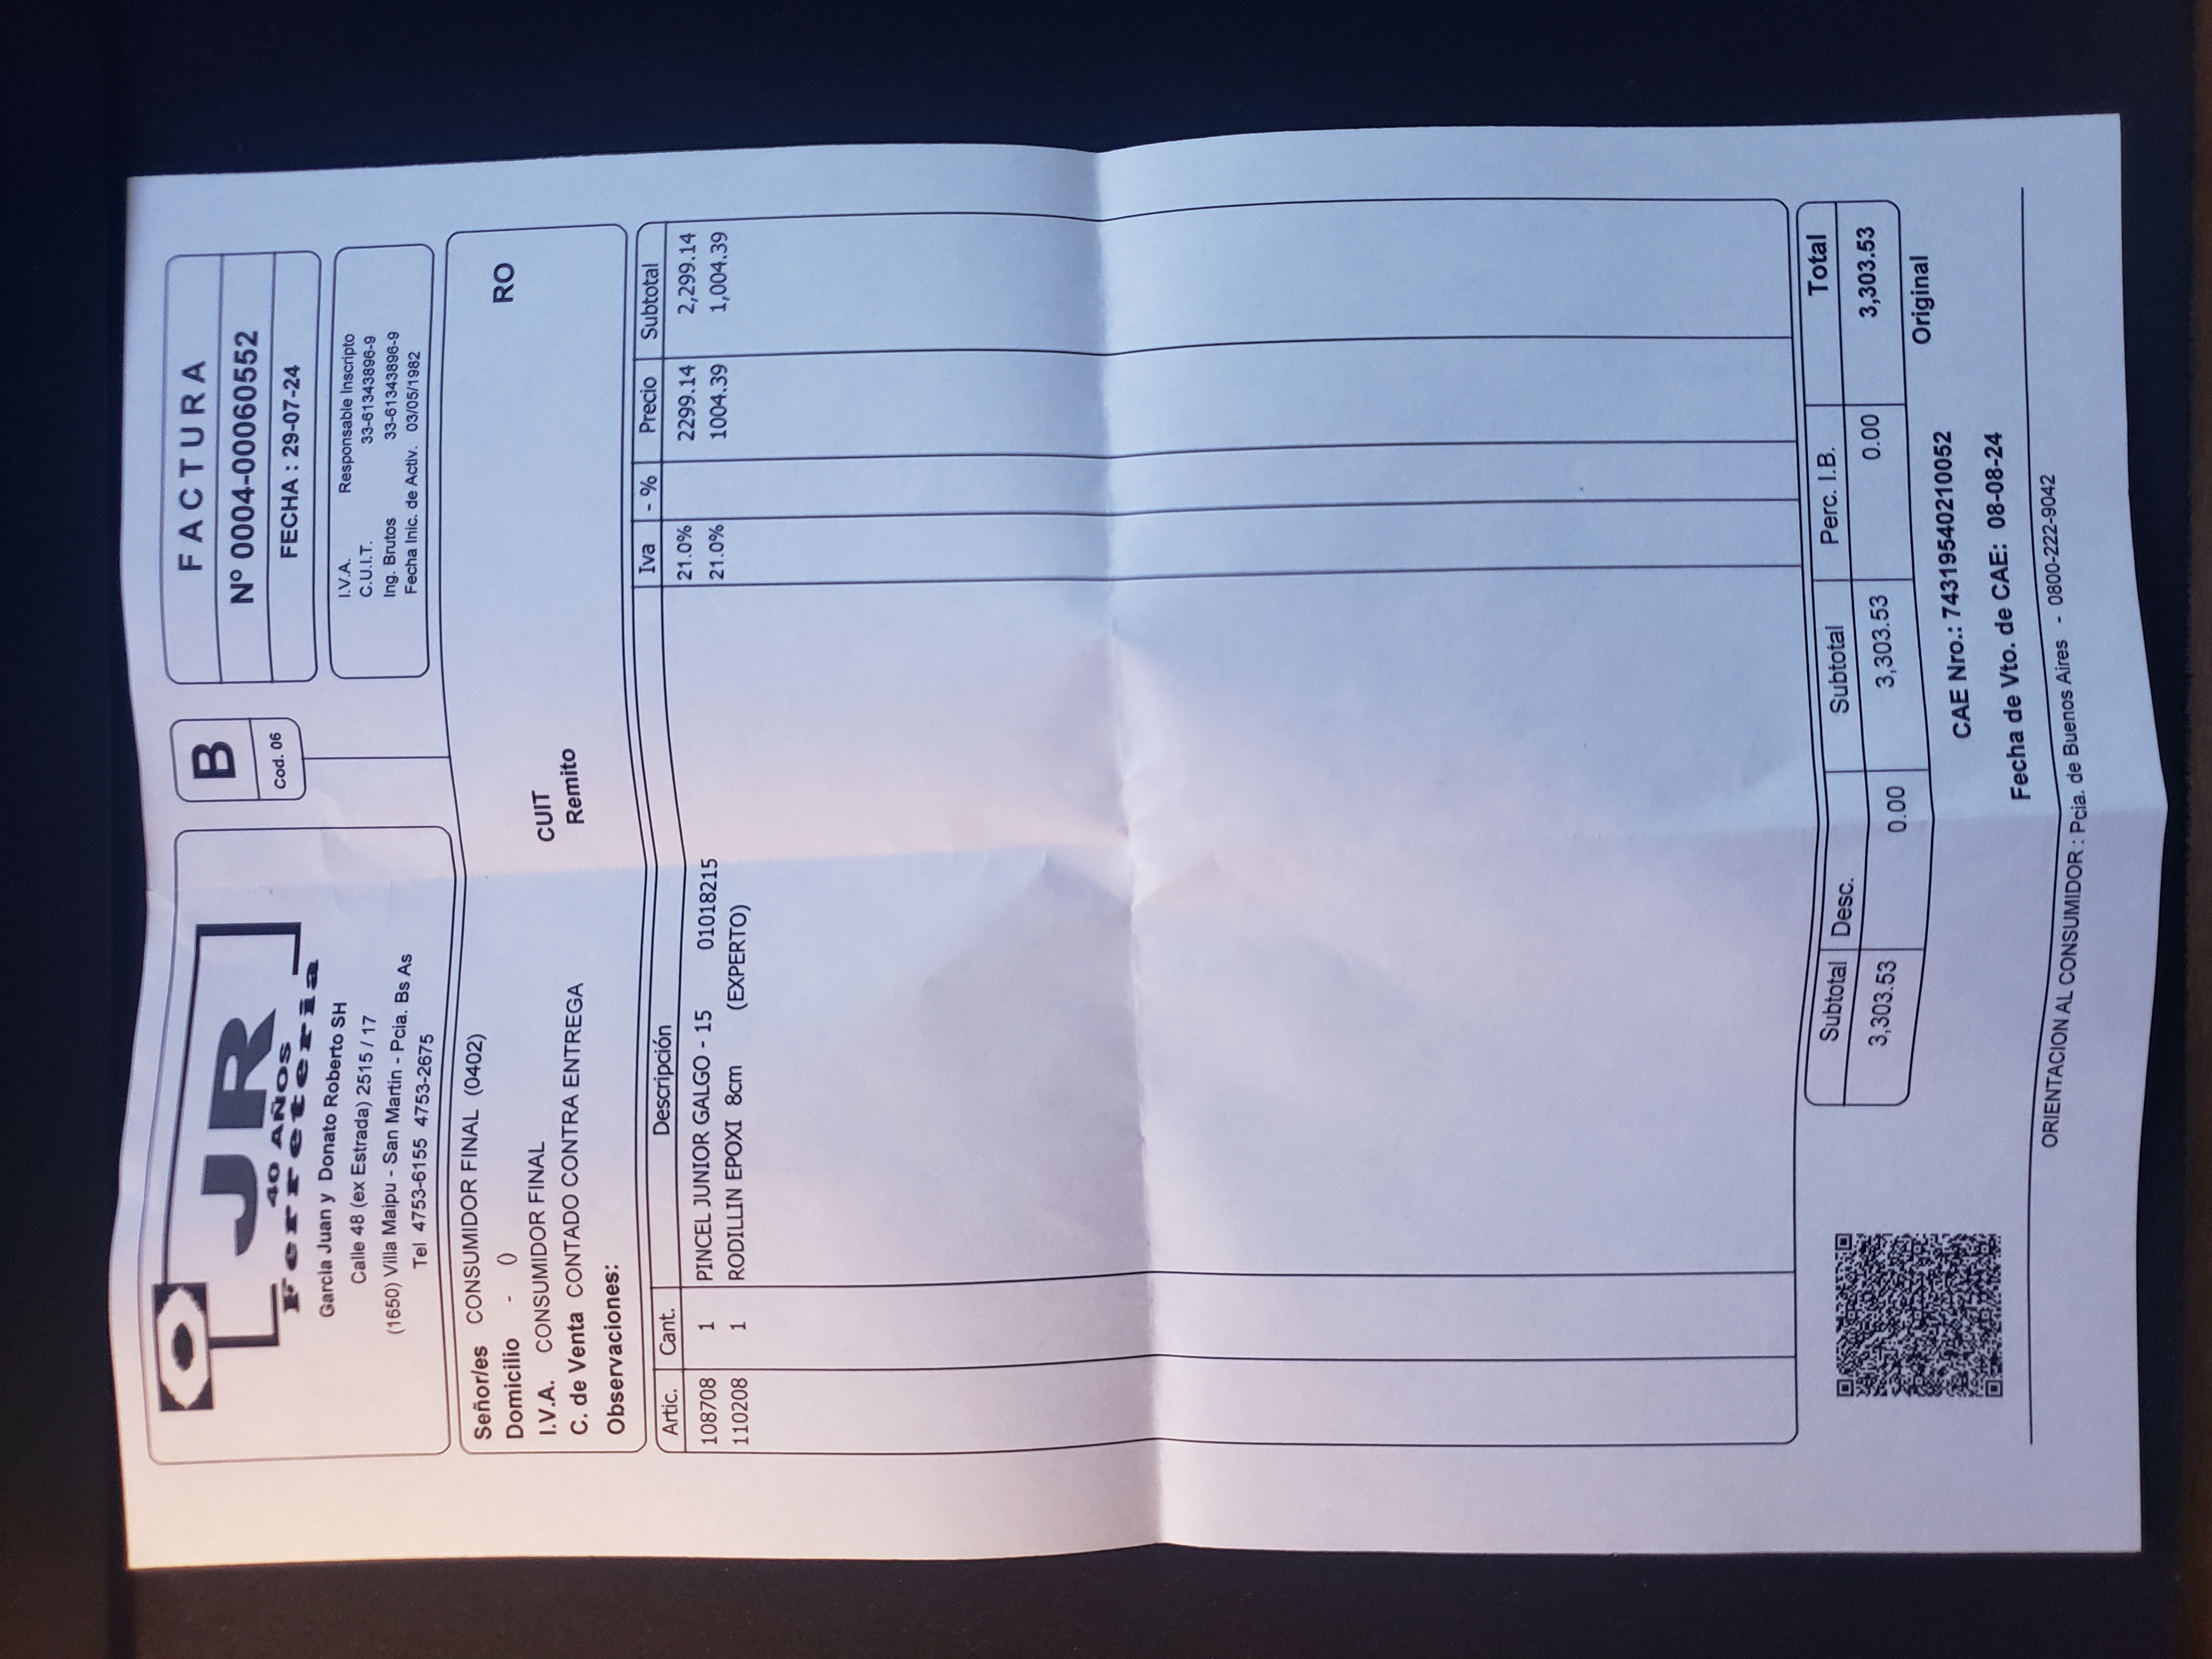 JR
40 AÑOS
Ferreteria
Garcia Juan y Donato Roberto SH
Calle 48 (ex Estrada) 2515 / 17
(1650) Villa Maipu - San Martin - Pcia. Bs As
Tel 4753-6155 4753-2675
B
Cod. 06
FACTURA
Nº 0004-00060552
FECHA : 29-07-24
I.V.A. Responsable Inscripto
C.U.I.T. 33-61343896-9
Ing. Brutos 33-61343896-9
Fecha Inic. de Activ. 03/05/1982
Señor/es CONSUMIDOR FINAL (0402)
RO
Domicilio - ()
I.V.A. CONSUMIDOR FINAL CUIT
C. de Venta CONTADO CONTRA ENTREGA Remito
Observaciones:
Artic. Cant. Descripción Iva - % Precio Subtotal
108708 1 PINCEL JUNIOR GALGO - 15 01018215 21.0% 2299.14 2,299.14
110208 1 RODILLIN EPOXI 8cm (EXPERTO) 21.0% 1004.39 1,004.39
Subtotal Desc. Subtotal Perc. I.B. Total
3,303.53 0.00 3,303.53 0.00 3,303.53
Original
CAE Nro.: 74319540210052
Fecha de Vto. de CAE: 08-08-24
ORIENTACION AL CONSUMIDOR : Pcia. de Buenos Aires - 0800-222-9042